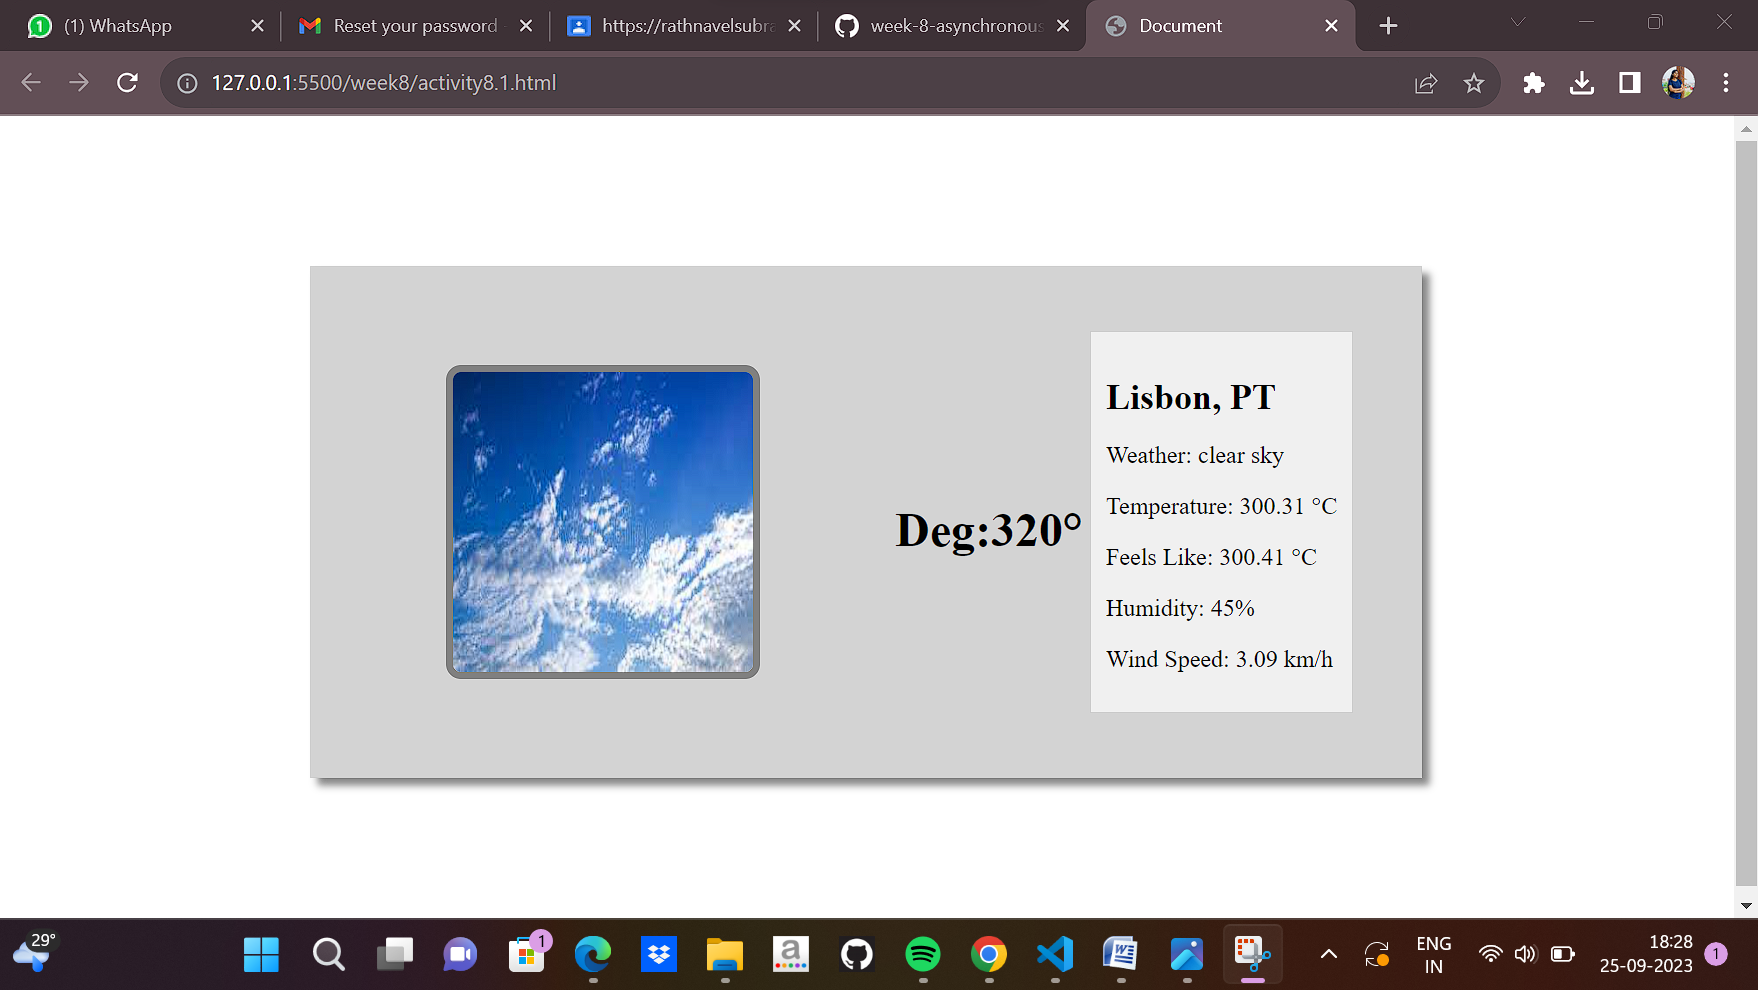 (1) WhatsApp
Reset your password
https://rathnavelsubra
week-8-asynchronous
Document
127.0.0.1:5500/week8/activity8.1.html
Deg:320°
Lisbon, PT
Weather: clear sky
Temperature: 300.31 °C
Feels Like: 300.41 °C
Humidity: 45%
Wind Speed: 3.09 km/h
29°
1
a
ENG
IN
18:28
25-09-2023
1